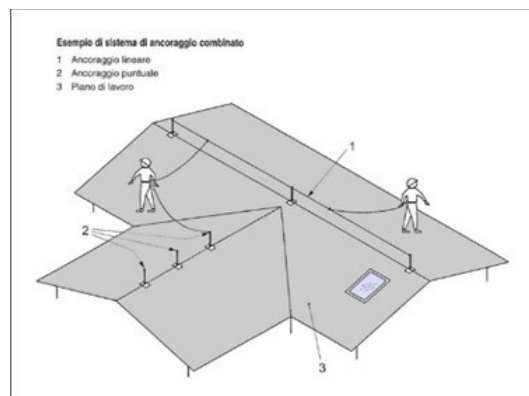 Esempio di sistema di ancoraggio combinato
1 Ancoraggio lineare
2 Ancoraggio puntuale
3 Piano di lavoro
1
2
3